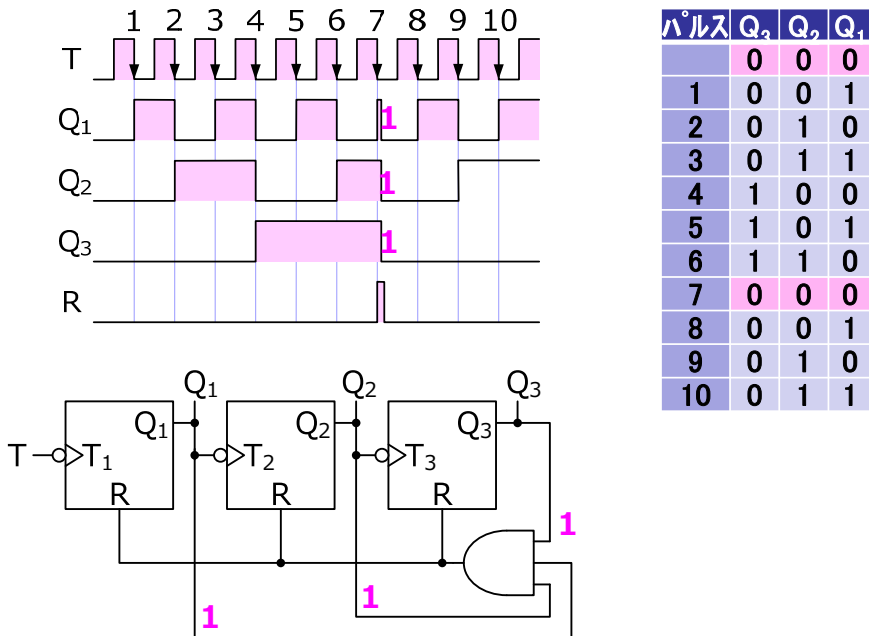 1 2 3 4 5 6 7 8 9 10
T
Q1 1
Q2 1
Q3 1
R
Q1 Q2 Q3
T T1 Q1 T2 Q2 T3 Q3
R R R
1
1
1
パルス Q3 Q2 Q1
0 0 0
1 0 0 1
2 0 1 0
3 0 1 1
4 1 0 0
5 1 0 1
6 1 1 0
7 0 0 0
8 0 0 1
9 0 1 0
10 0 1 1